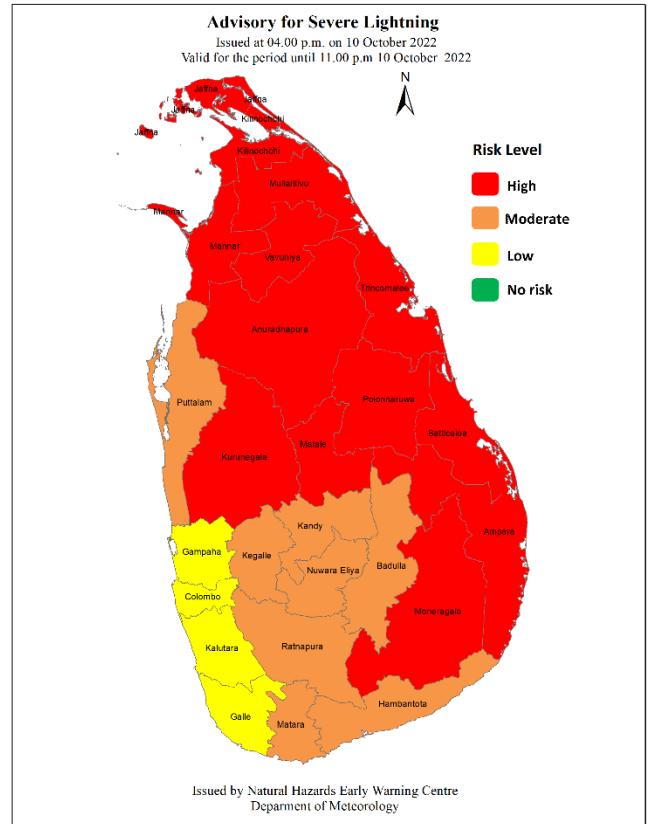 Advisory for Severe Lightning
Issued at 04.00 p.m. on 10 October 2022
Valid for the period until 11.00 p.m 10 October 2022
N
Jaffna
Jaffna
Jaffna
Kilinochchi
Jaffna
Kilinochchi
Mullaitivu
Mannar
Mannar
Vavuniya
Trincomalee
Anuradhapura
Puttalam
Polonnaruwa
Batticaloa
Kurunegala
Matale
Ampara
Kandy
Gampaha
Kegalle
Nuwara Eliya
Badulla
Colombo
Moneragala
Kalutara
Ratnapura
Hambantota
Galle
Matara
Risk Level
High
Moderate
Low
No risk
Issued by Natural Hazards Early Warning Centre
Deparment of Meteorology